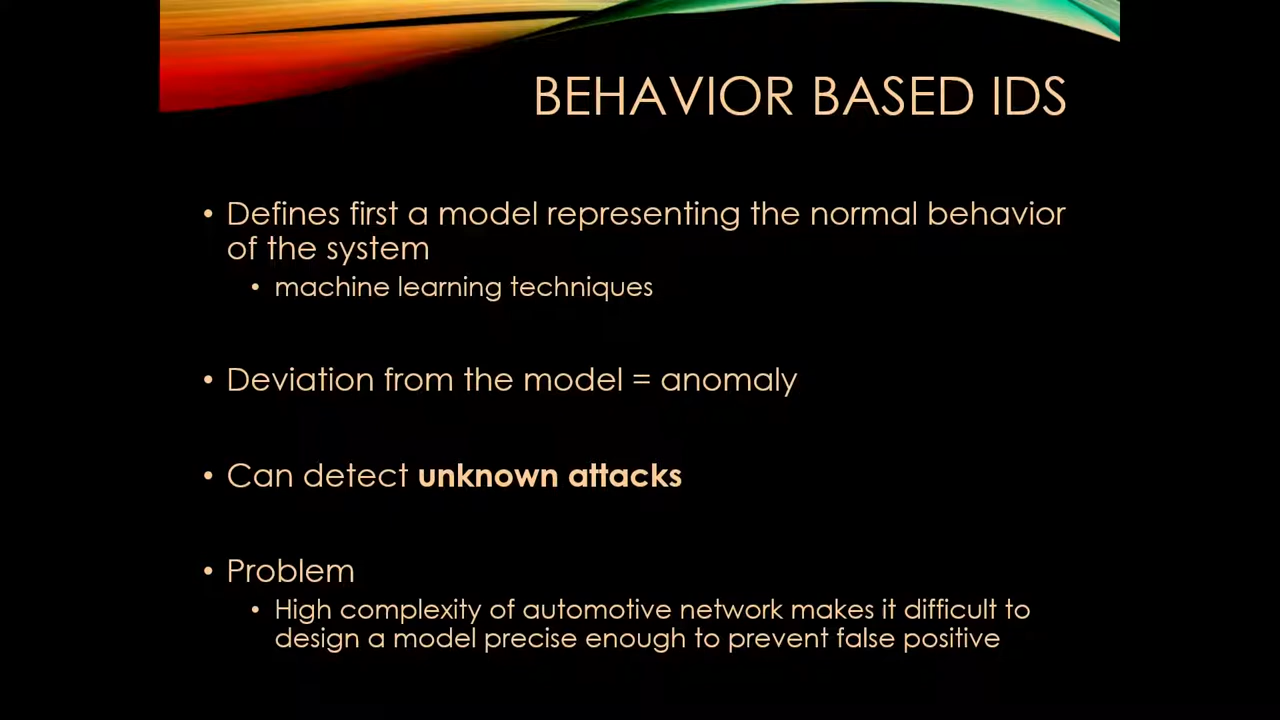 BEHAVIOR BASED IDS
• Defines first a model representing the normal behavior
of the system
• machine learning techniques
• Deviation from the model = anomaly
• Can detect unknown attacks
• Problem
• High complexity of automotive network makes it difficult to
design a model precise enough to prevent false positive